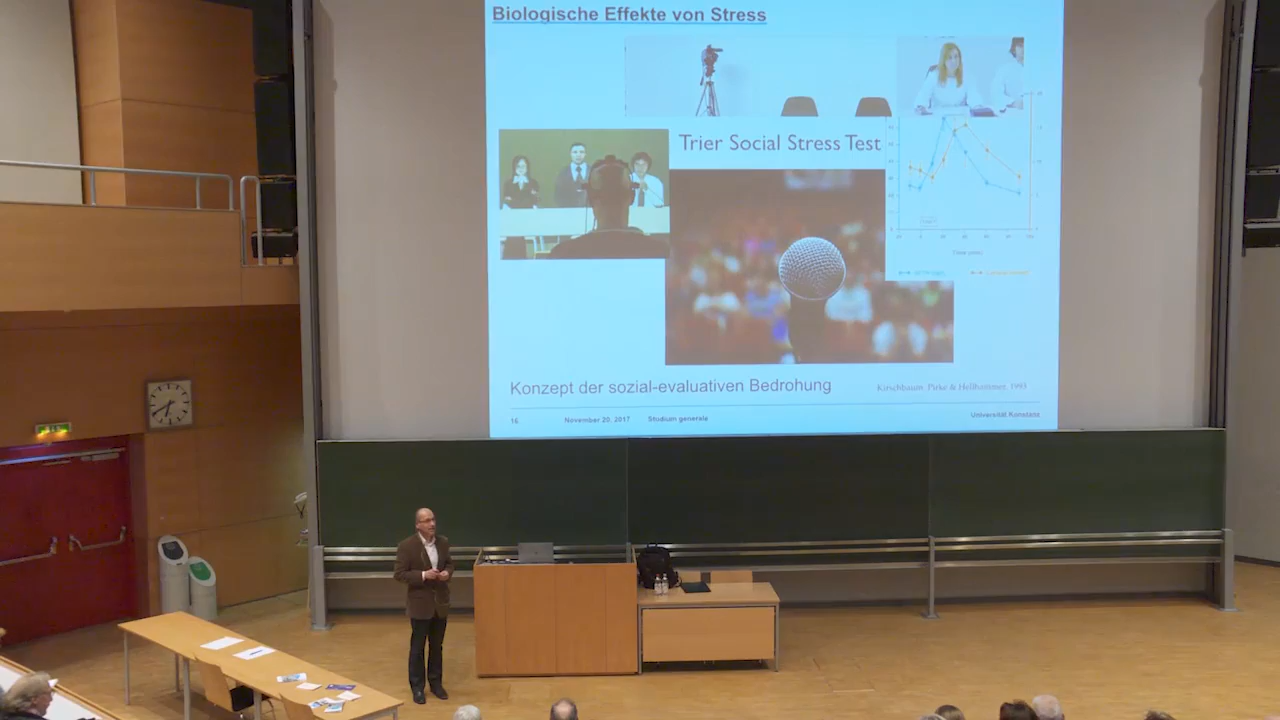 Biologische Effekte von Stress
Trier Social Stress Test
Konzept der sozial-evaluativen Bedrohung
Kirschbaum, Pirke & Hellhammer, 1993
16
November 20, 2017
Studium generale
Universität Konstanz